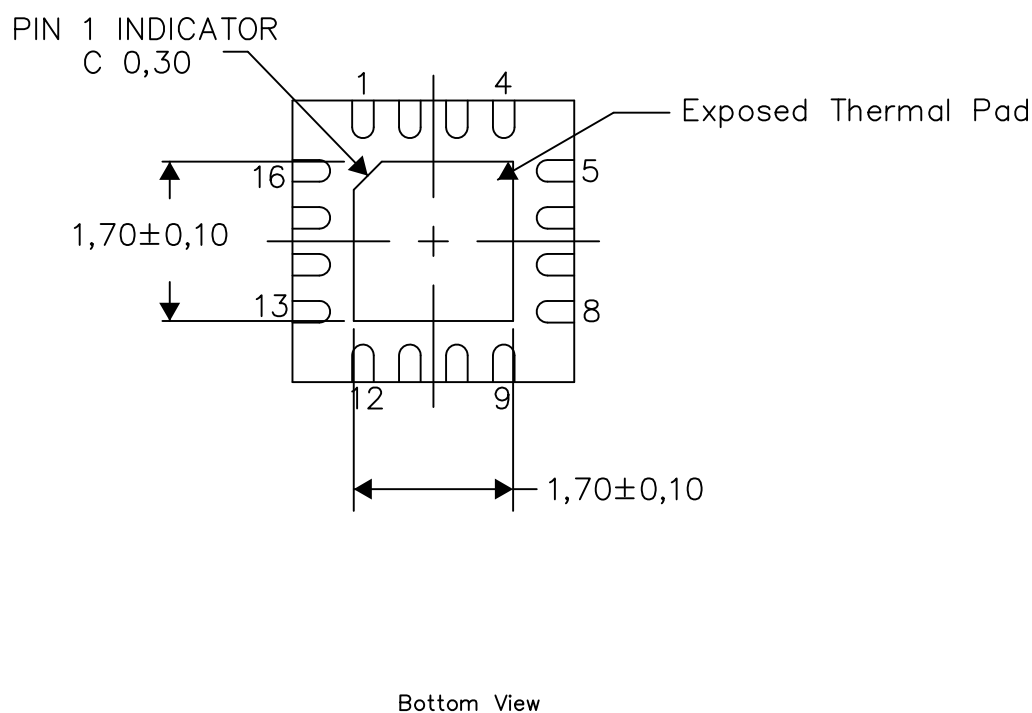 PIN 1 INDICATOR
C 0,30
1
4
Exposed Thermal Pad
16
5
1,70±0,10
13
8
12
9
1,70±0,10
Bottom View